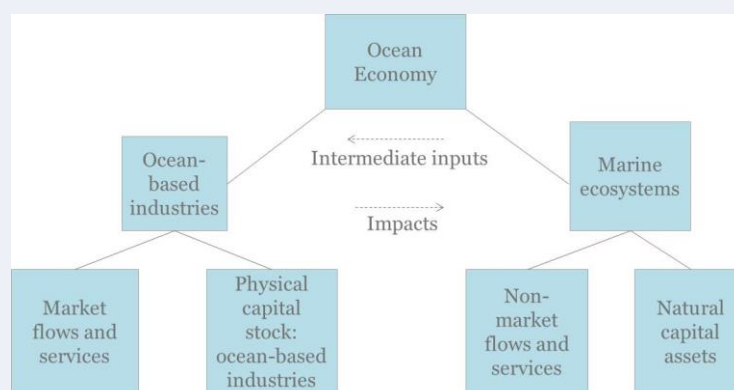 Ocean
Economy
Ocean-
based
industries
Intermediate inputs
Impacts
Marine
ecosystems
Market
flows and
services
Physical
capital
stock:
ocean-based
industries
Non-
market
flows and
services
Natural
capital
assets